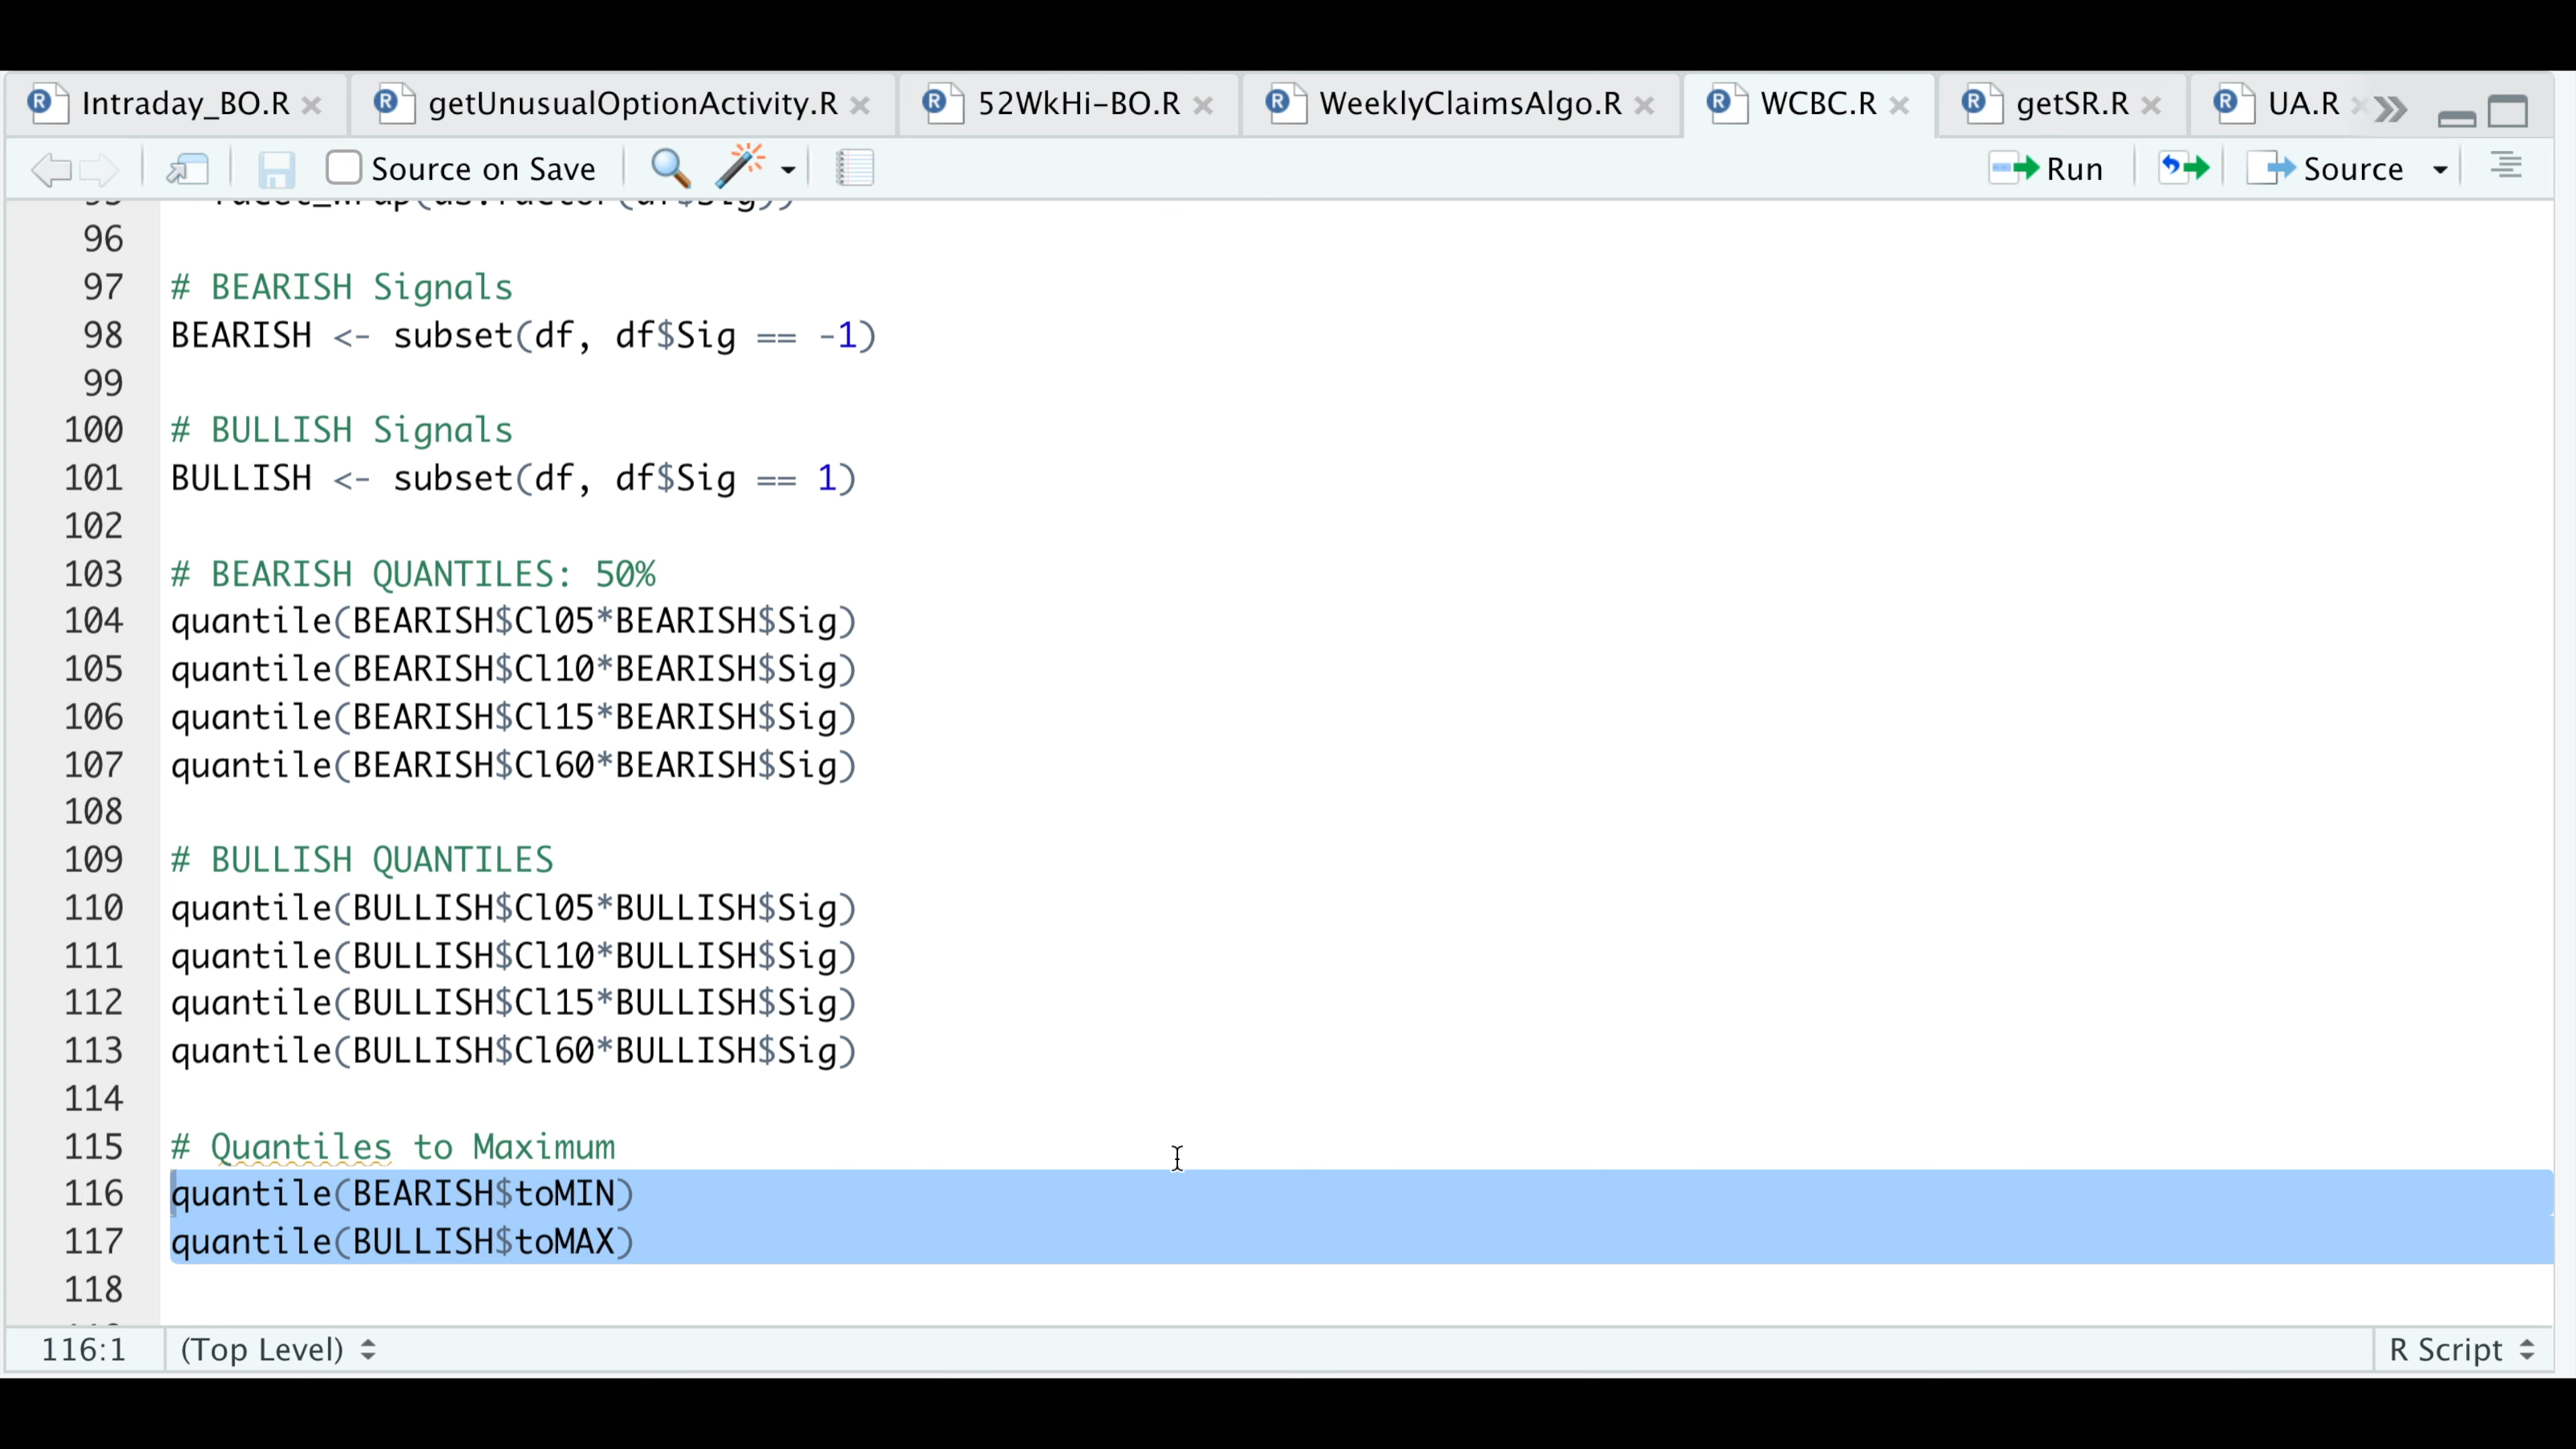 Intraday_BO.R getUnusualOptionActivity.R 52WkHi-BO.R WeeklyClaimsAlgo.R WCBC.R getSR.R UA.R
Source on Save Run Source
96
97 # BEARISH Signals
98 BEARISH <- subset(df, df$Sig == -1)
99
100 # BULLISH Signals
101 BULLISH <- subset(df, df$Sig == 1)
102
103 # BEARISH QUANTILES: 50%
104 quantile(BEARISH$Cl05*BEARISH$Sig)
105 quantile(BEARISH$Cl10*BEARISH$Sig)
106 quantile(BEARISH$Cl15*BEARISH$Sig)
107 quantile(BEARISH$Cl60*BEARISH$Sig)
108
109 # BULLISH QUANTILES
110 quantile(BULLISH$Cl05*BULLISH$Sig)
111 quantile(BULLISH$Cl10*BULLISH$Sig)
112 quantile(BULLISH$Cl15*BULLISH$Sig)
113 quantile(BULLISH$Cl60*BULLISH$Sig)
114
115 # Quantiles to Maximum
116 quantile(BEARISH$toMIN)
117 quantile(BULLISH$toMAX)
118
116:1 (Top Level) R Script